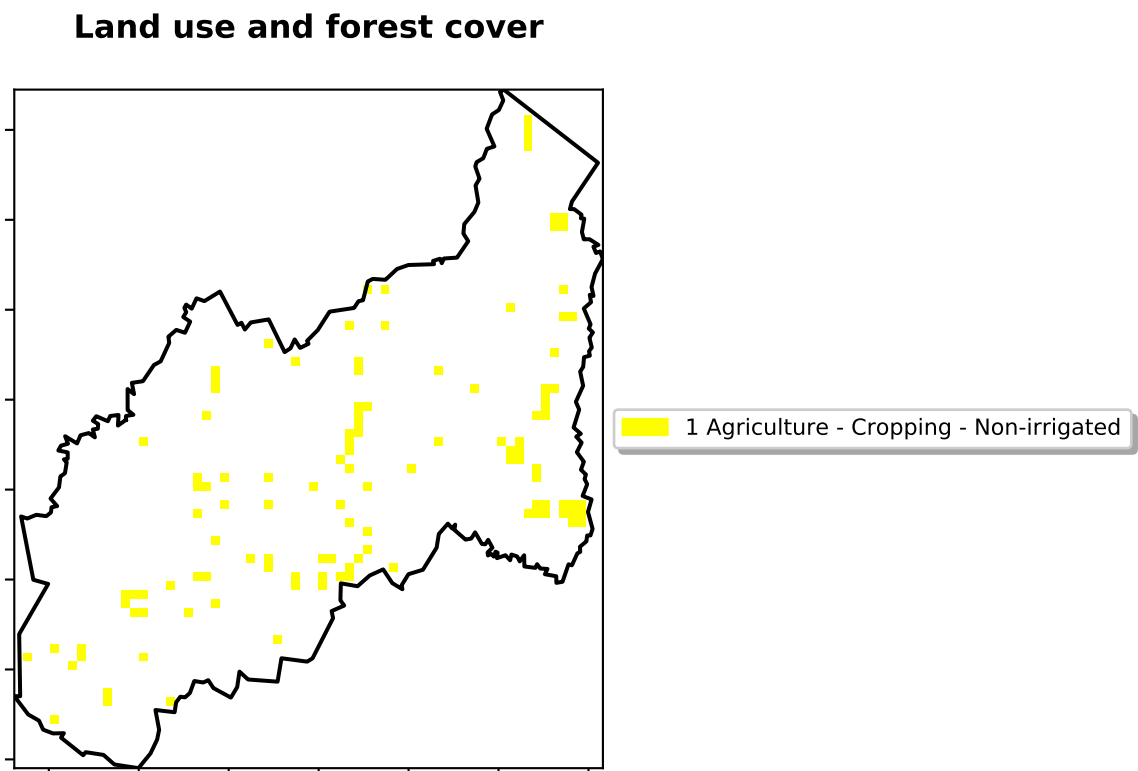 Land use and forest cover
1 Agriculture - Cropping - Non-irrigated